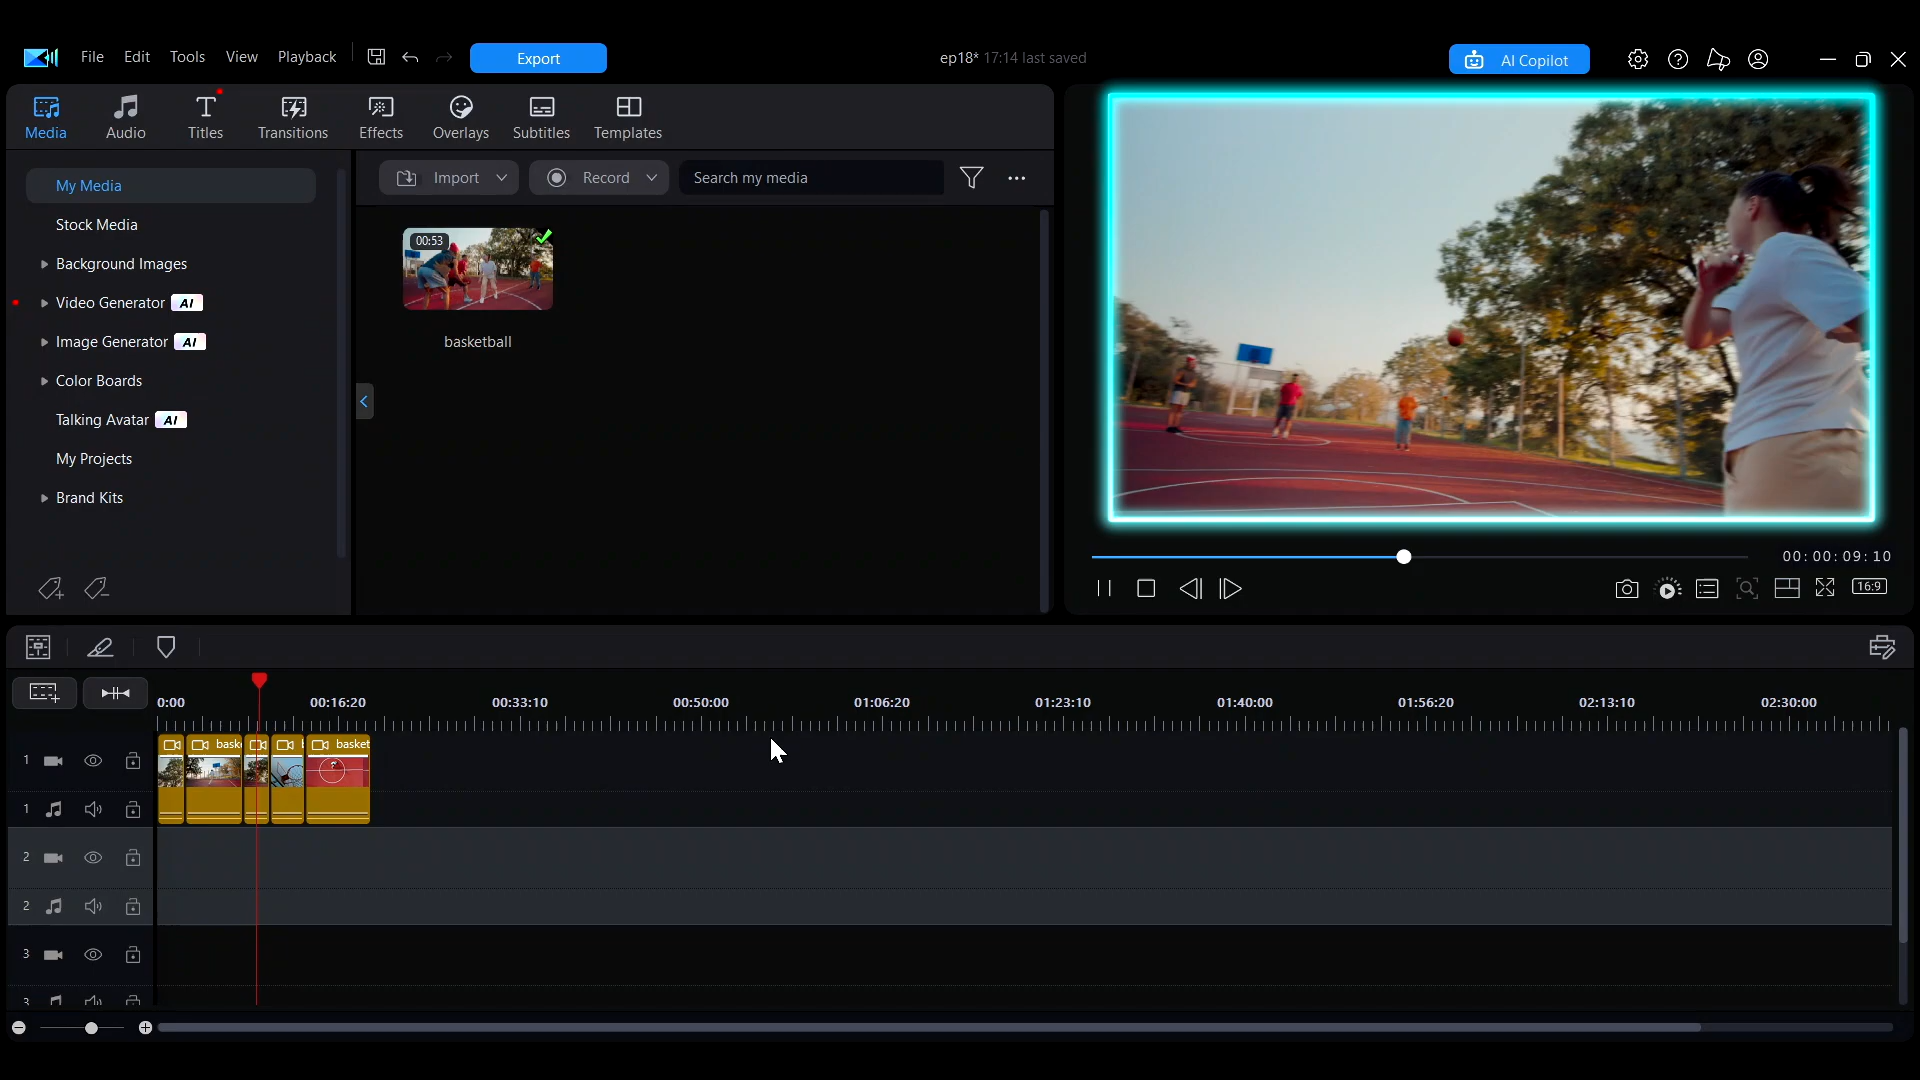 File Edit Tools View Playback Export ep18* 17:14 last saved AI Copilot
Media Audio Titles Transitions Effects Overlays Subtitles Templates
Import Record Search my media
My Media
Stock Media
Background Images
Video Generator AI
Image Generator AI
Color Boards
Talking Avatar AI
My Projects
Brand Kits
00:53
basketball
00:00:09:10
16:9
0:00 00:16:20 00:33:10 00:50:00 01:06:20 01:23:10 01:40:00 01:56:20 02:13:10 02:30:00
1 bask basket
1
2
2
3
3